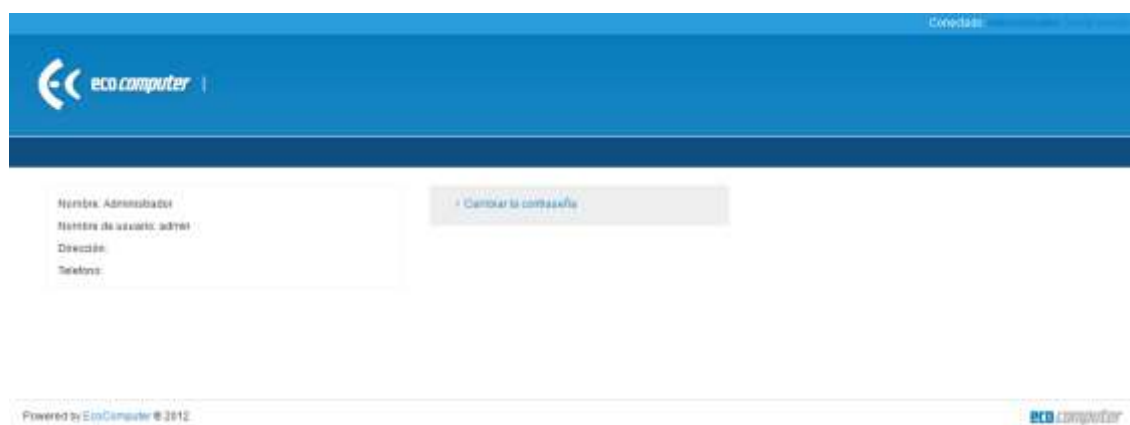 Conectado:
eco computer |
Nombre: Administrador
Nombre de usuario: admin
Dirección:
Telefono:
› Cambiar la contraseña
Powered by EcoComputer © 2012
eco computer